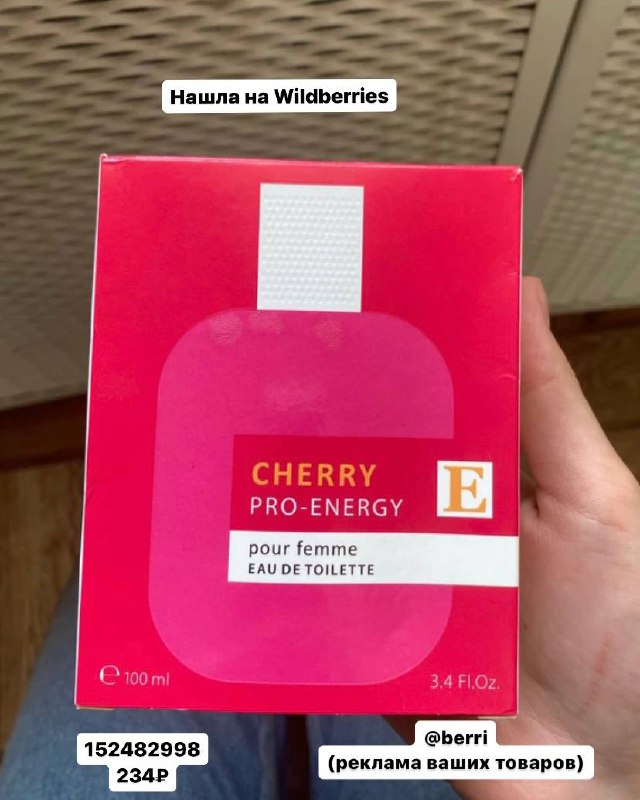 Нашла на Wildberries
CHERRY
PRO-ENERGY
E
pour femme
EAU DE TOILETTE
℮ 100 ml
3.4 Fl.Oz.
152482998
234₽
@berri
(реклама ваших товаров)